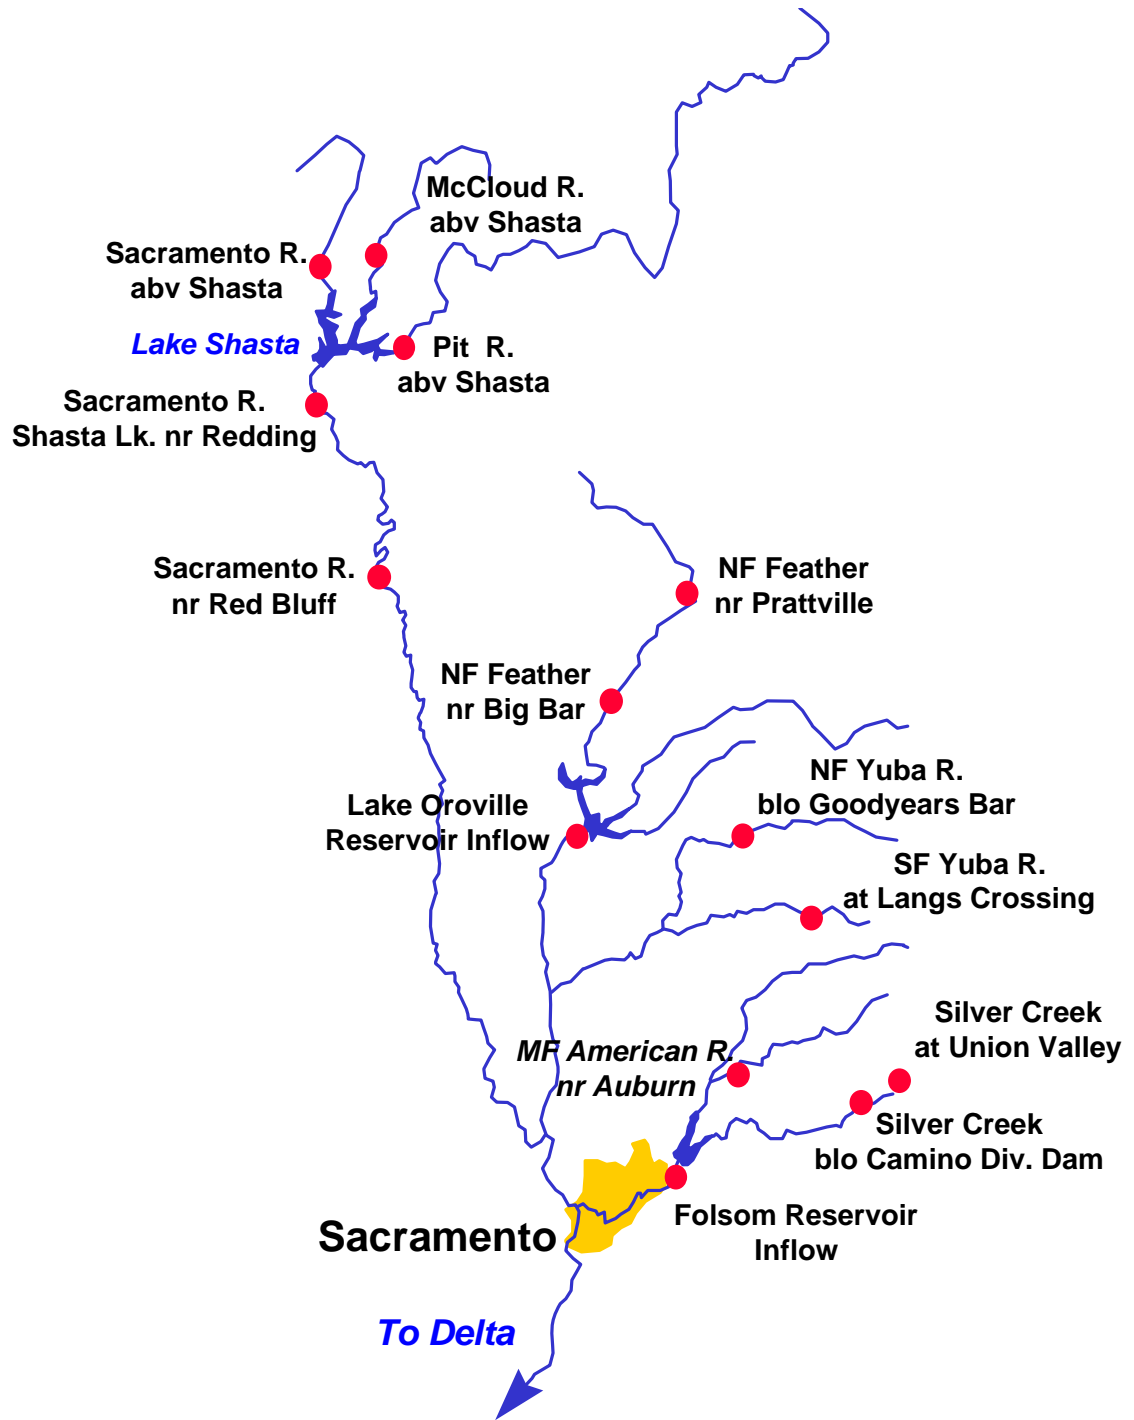 McCloud R.
abv Shasta
Sacramento R.
abv Shasta
Lake Shasta
Pit R.
abv Shasta
Sacramento R.
Shasta Lk. nr Redding
Sacramento R.
nr Red Bluff
NF Feather
nr Prattville
NF Feather
nr Big Bar
NF Yuba R.
blo Goodyears Bar
Lake Oroville
Reservoir Inflow
SF Yuba R.
at Langs Crossing
Silver Creek
at Union Valley
MF American R.
nr Auburn
Silver Creek
blo Camino Div. Dam
Folsom Reservoir
Inflow
Sacramento
To Delta